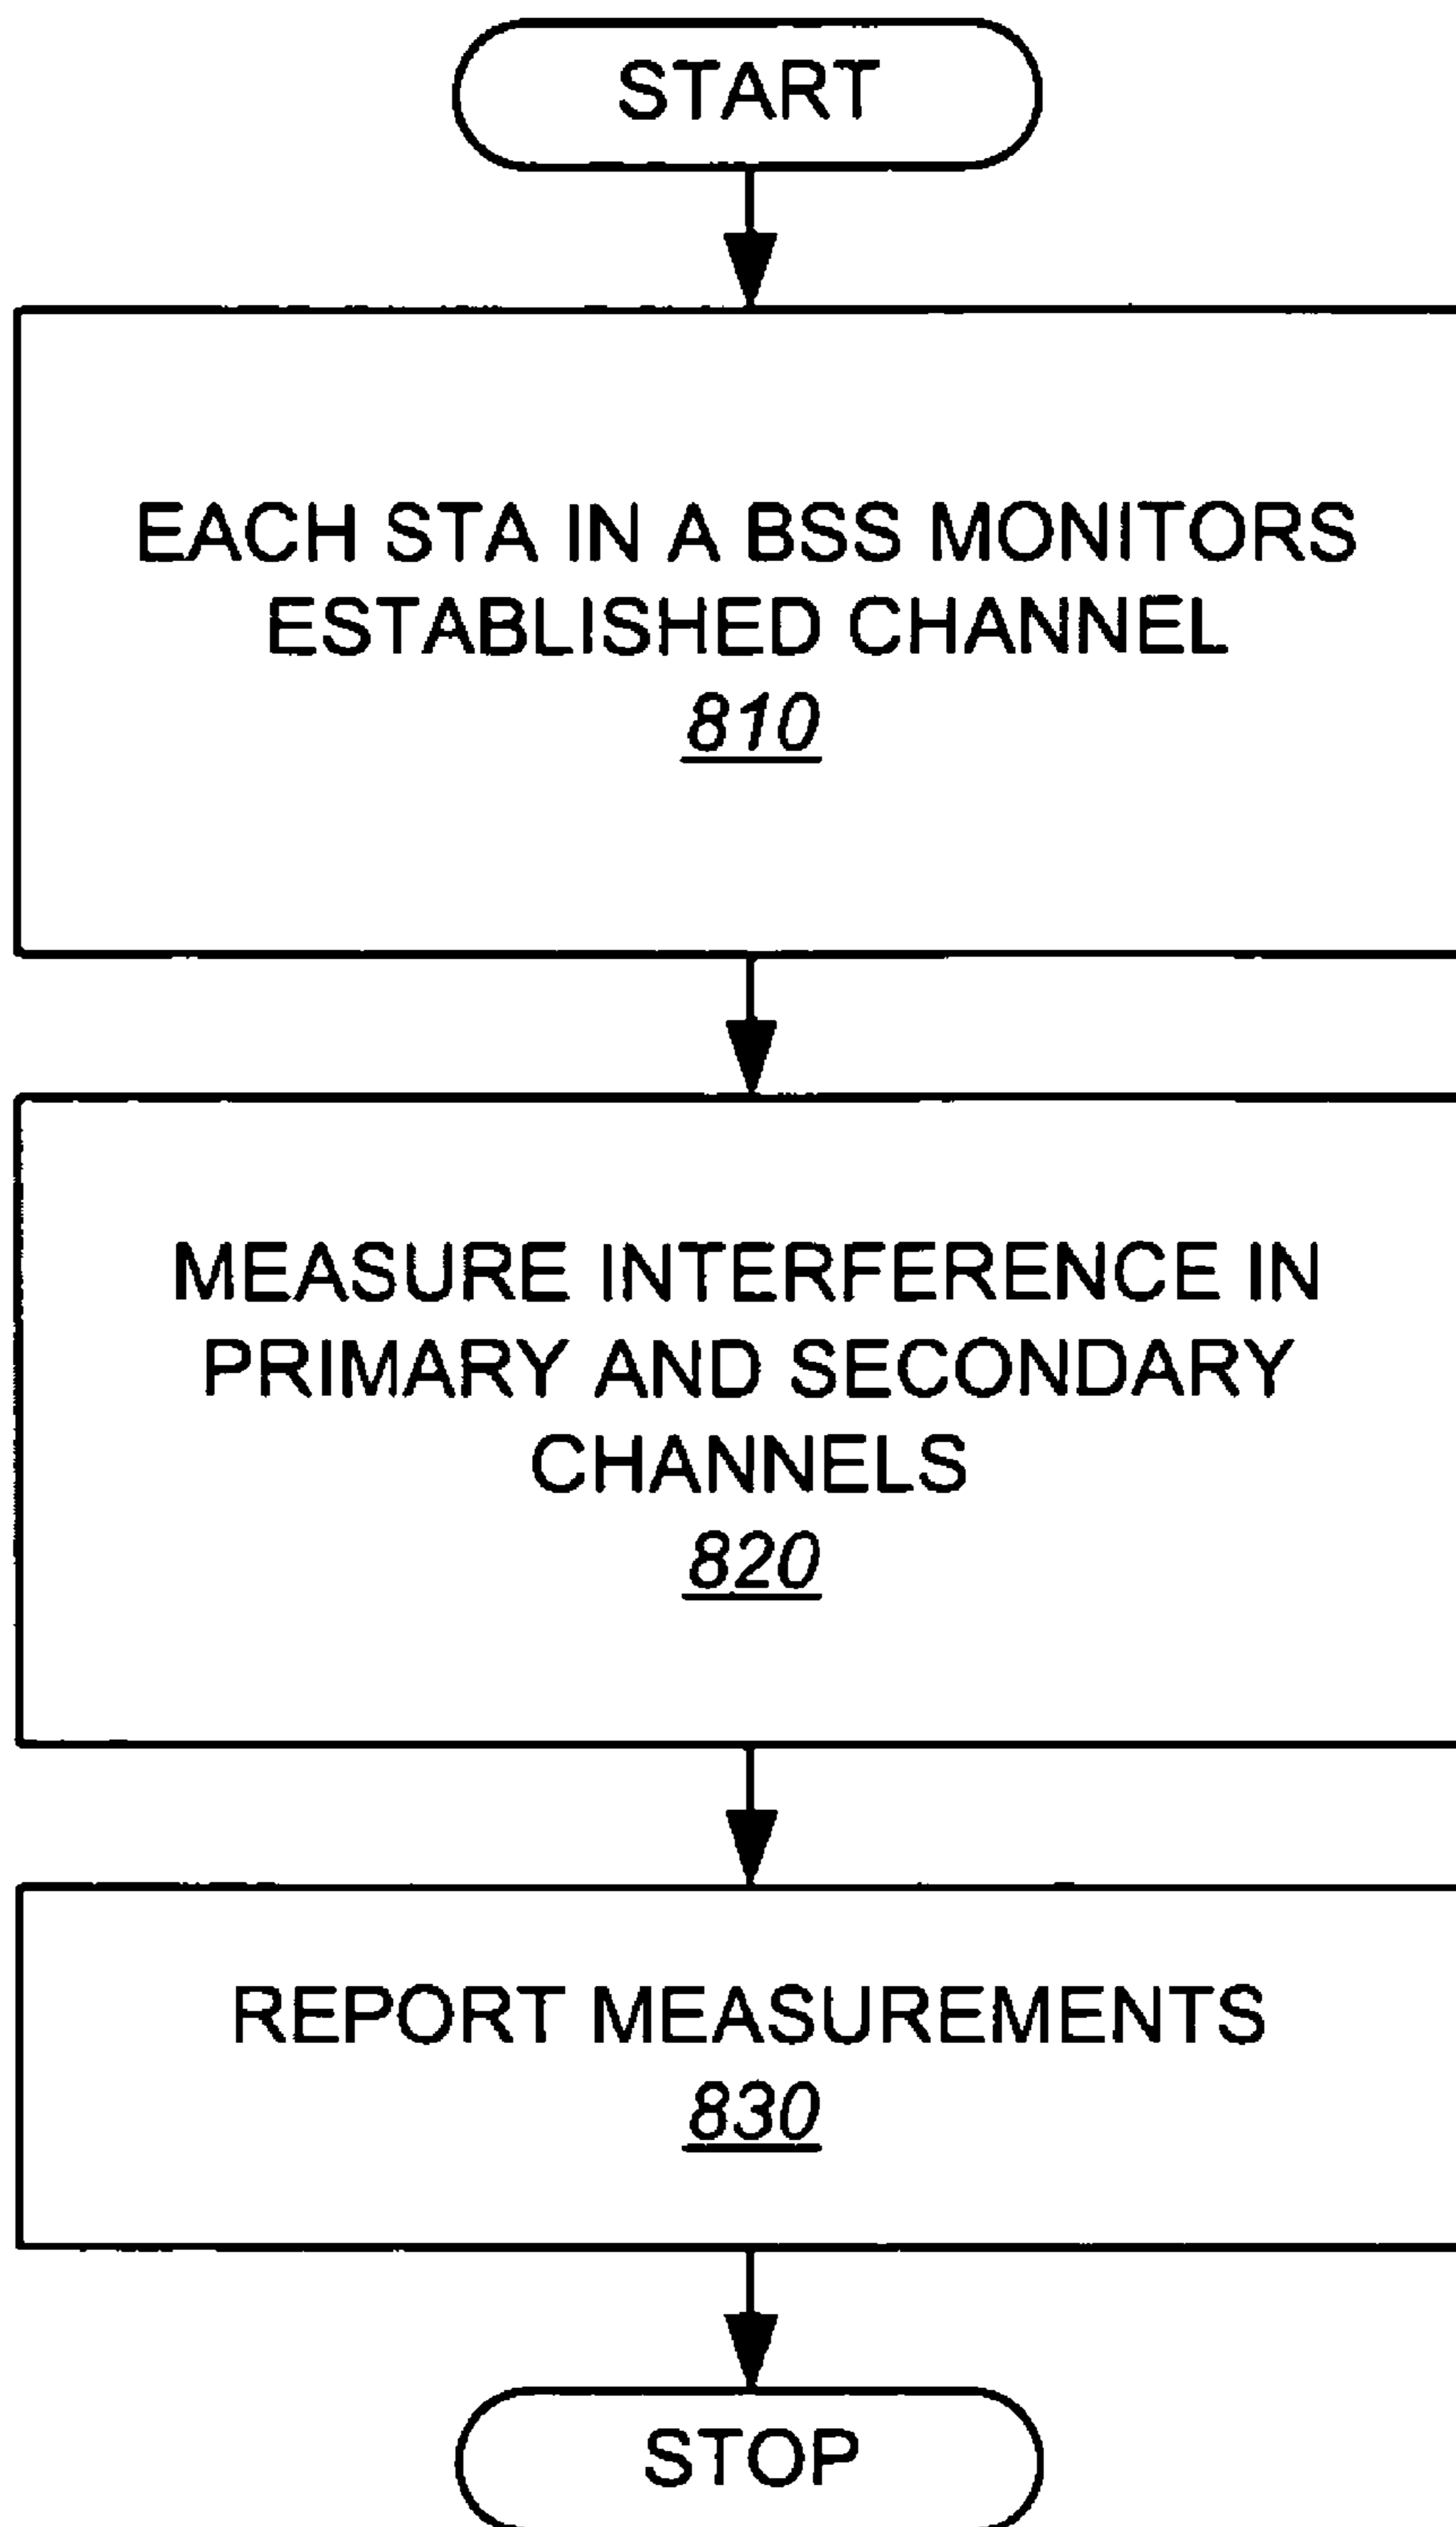 START
EACH STA IN A BSS MONITORS
ESTABLISHED CHANNEL
810
MEASURE INTERFERENCE IN
PRIMARY AND SECONDARY
CHANNELS
820
REPORT MEASUREMENTS
830
STOP